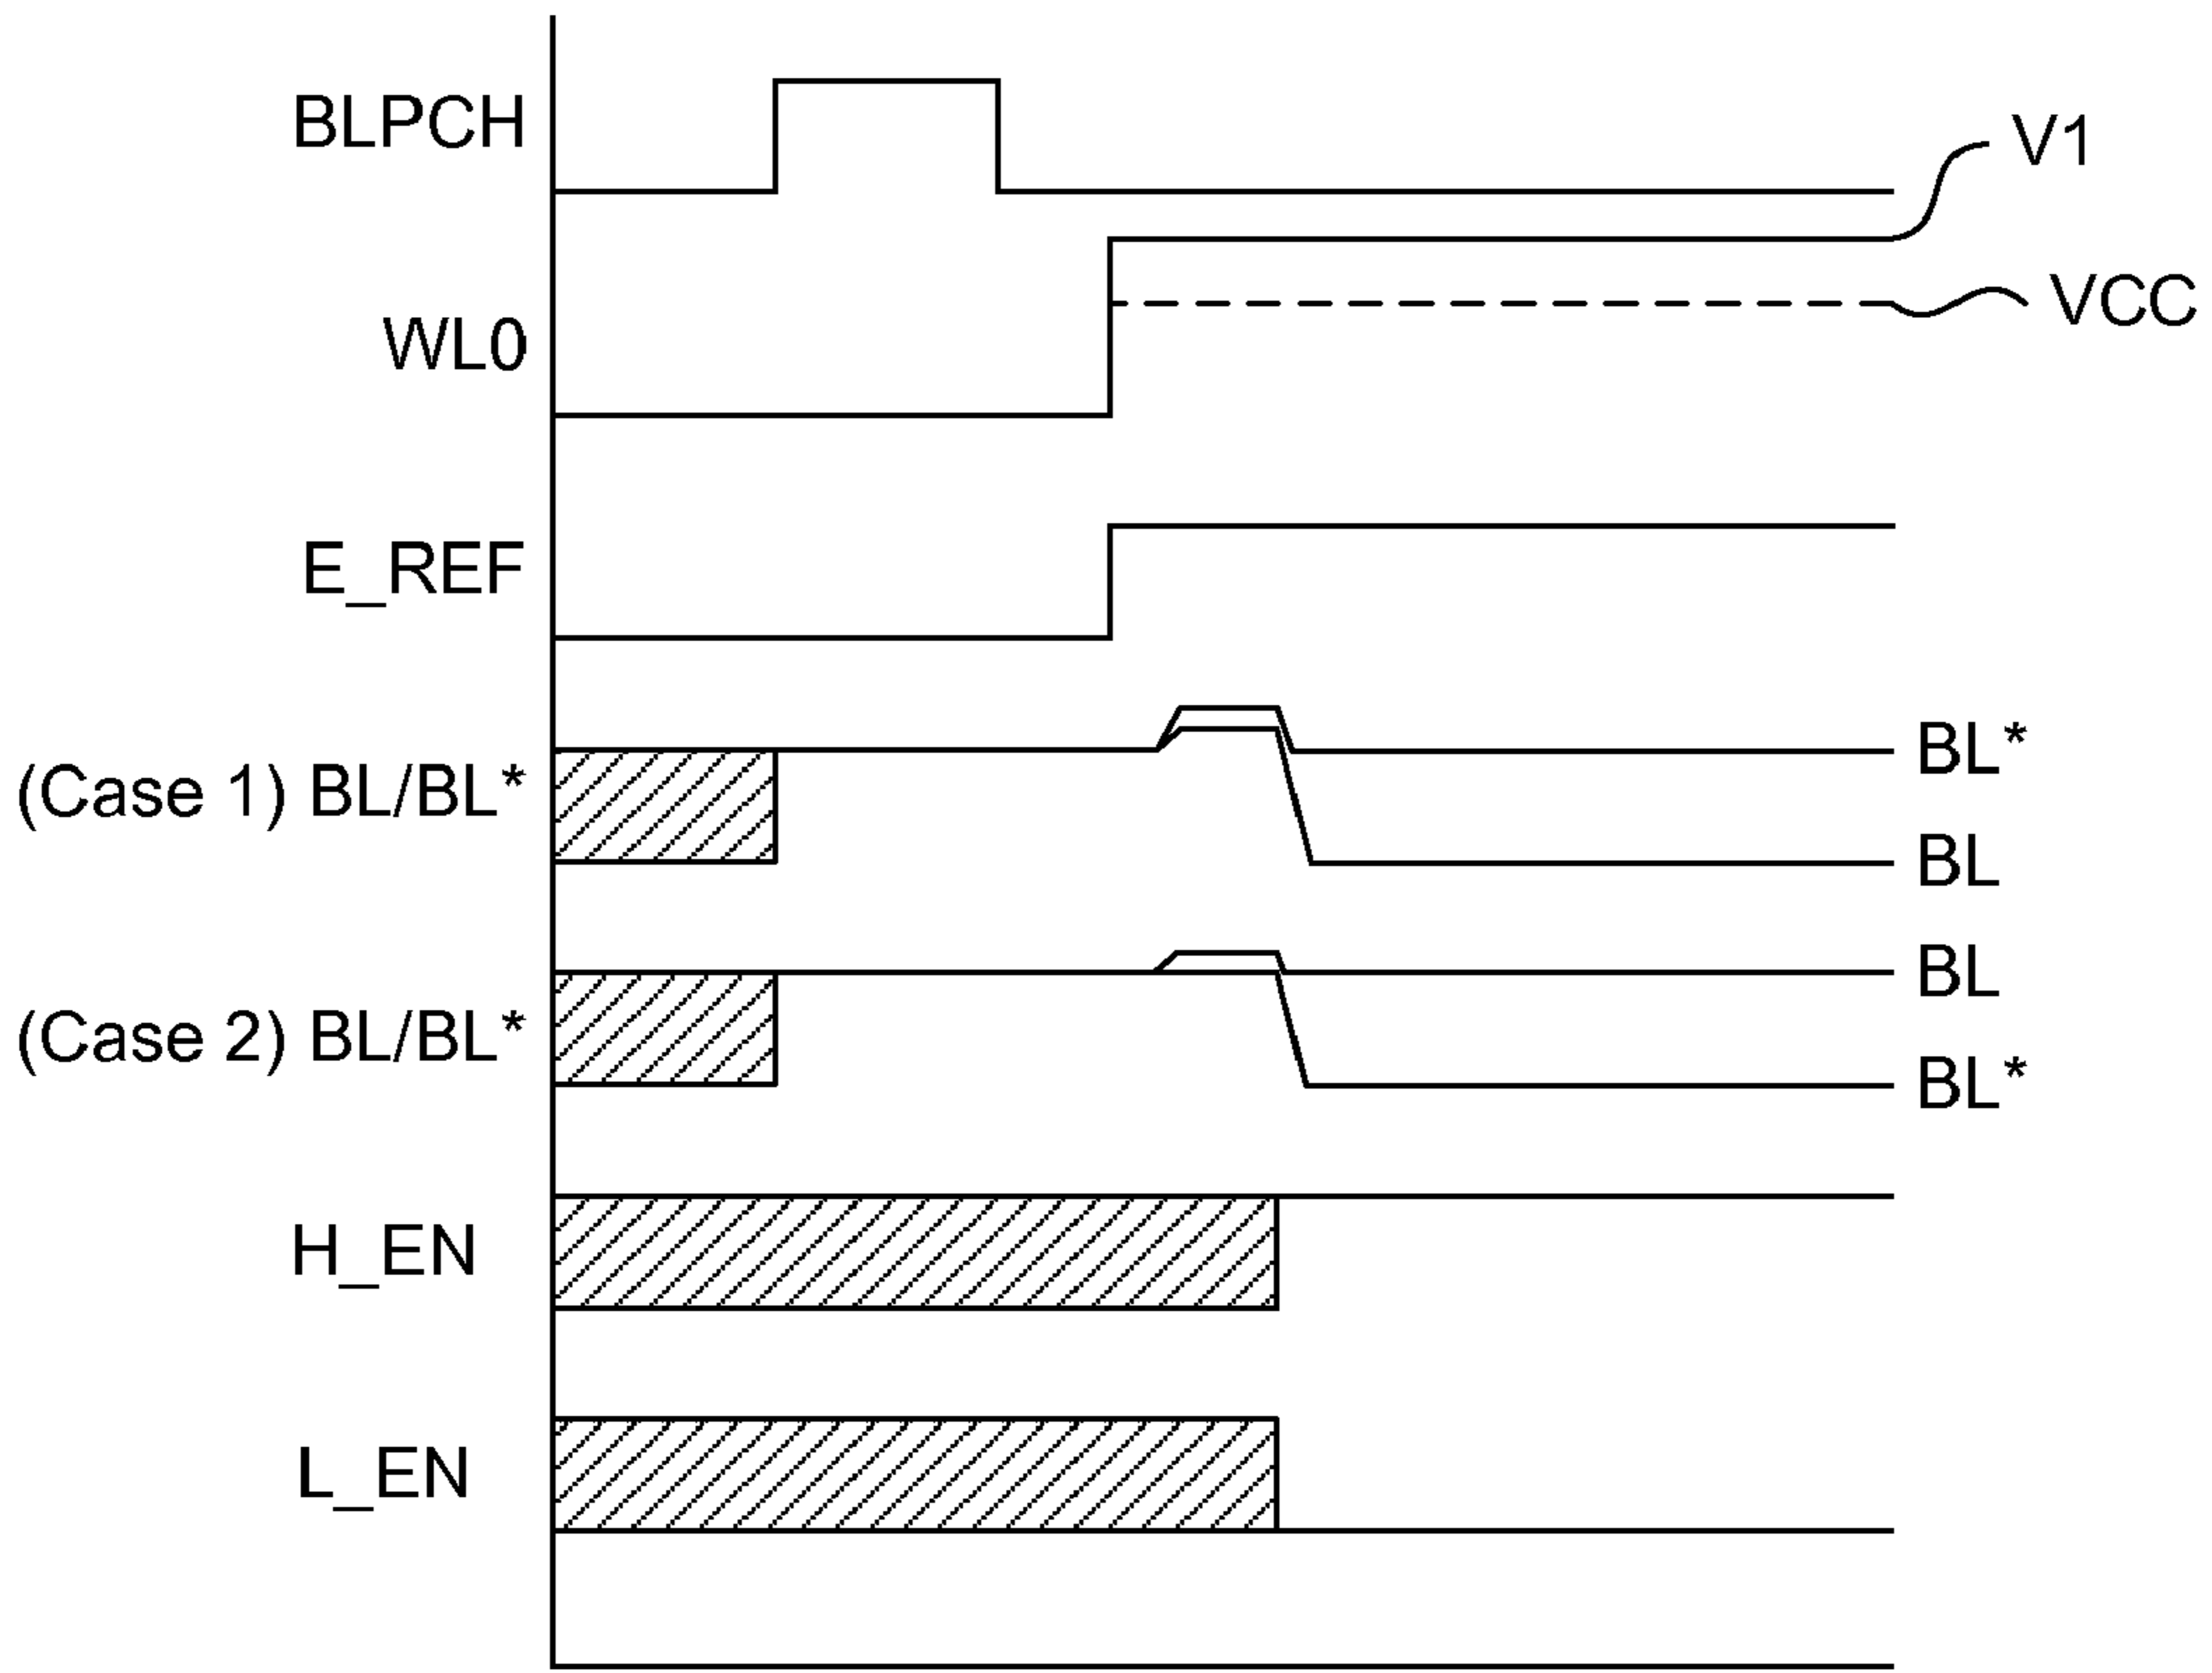 BLPCH
V1
VCC
WL0
E_REF
(Case 1) BL/BL*
BL*
BL
(Case 2) BL/BL*
BL
BL*
H_EN
L_EN